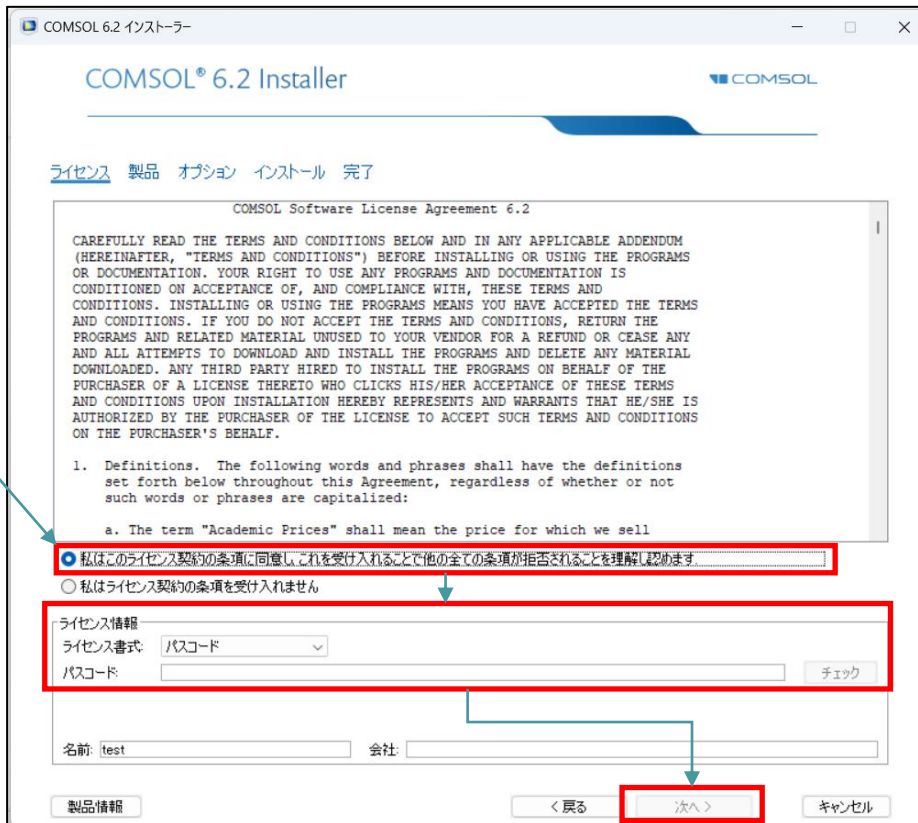 COMSOL 6.2 インストーラー
COMSOL® 6.2 Installer
COMSOL
ライセンス 製品 オプション インストール 完了
COMSOL Software License Agreement 6.2
CAREFULLY READ THE TERMS AND CONDITIONS BELOW AND IN ANY APPLICABLE ADDENDUM
(HEREINAFTER, "TERMS AND CONDITIONS") BEFORE INSTALLING OR USING THE PROGRAMS
OR DOCUMENTATION. YOUR RIGHT TO USE ANY PROGRAMS AND DOCUMENTATION IS
CONDITIONED ON ACCEPTANCE OF, AND COMPLIANCE WITH, THESE TERMS AND
CONDITIONS. INSTALLING OR USING THE PROGRAMS MEANS YOU HAVE ACCEPTED THE TERMS
AND CONDITIONS. IF YOU DO NOT ACCEPT THE TERMS AND CONDITIONS, RETURN THE
PROGRAMS AND RELATED MATERIAL UNUSED TO YOUR VENDOR FOR A REFUND OR CEASE ANY
AND ALL ATTEMPTS TO DOWNLOAD AND INSTALL THE PROGRAMS AND DELETE ANY MATERIAL
DOWNLOADED. ANY THIRD PARTY HIRED TO INSTALL THE PROGRAMS ON BEHALF OF THE
PURCHASER OF A LICENSE THERETO WHO CLICKS HIS/HER ACCEPTANCE OF THESE TERMS
AND CONDITIONS UPON INSTALLATION HEREBY REPRESENTS AND WARRANTS THAT HE/SHE IS
AUTHORIZED BY THE PURCHASER OF THE LICENSE TO ACCEPT SUCH TERMS AND CONDITIONS
ON THE PURCHASER'S BEHALF.
1. Definitions. The following words and phrases shall have the definitions
set forth below throughout this Agreement, regardless of whether or not
such words or phrases are capitalized:
a. The term "Academic Prices" shall mean the price for which we sell
私はこのライセンス契約の条項に同意し、これを受け入れることで他の全ての条項が拒否されることを理解し認めます.
私はライセンス契約の条項を受け入れません
ライセンス情報
ライセンス書式: パスコード
パスコード: チェック
名前: test 会社:
製品情報 < 戻る 次へ > キャンセル